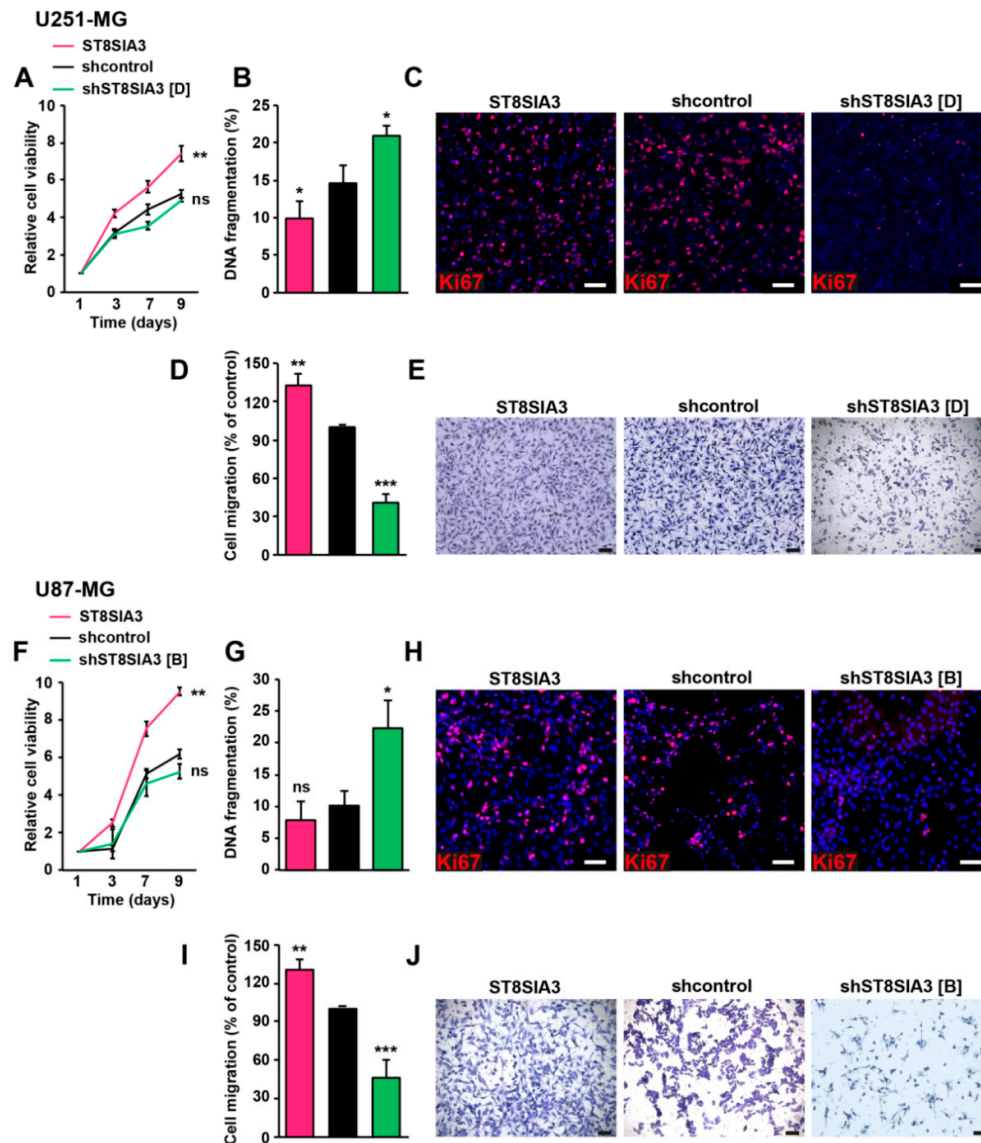 U251-MG
ST8SIA3
shcontrol
shST8SIA3 [D]
A
Relative cell viability
10
8
6
4
2
0
1 3 7 9
Time (days)
**
ns
B
DNA fragmentation (%)
25
20
15
10
5
0
*
*
C
ST8SIA3 shcontrol shST8SIA3 [D]
Ki67 Ki67 Ki67
D
Cell migration (% of control)
150
120
90
60
30
0
**
***
E
ST8SIA3 shcontrol shST8SIA3 [D]
U87-MG
ST8SIA3
shcontrol
shST8SIA3 [B]
F
Relative cell viability
10
8
6
4
2
0
1 3 7 9
Time (days)
**
ns
G
DNA fragmentation (%)
30
25
20
15
10
5
0
ns
*
H
ST8SIA3 shcontrol shST8SIA3 [B]
Ki67 Ki67 Ki67
I
Cell migration (% of control)
150
120
90
60
30
0
**
***
J
ST8SIA3 shcontrol shST8SIA3 [B]